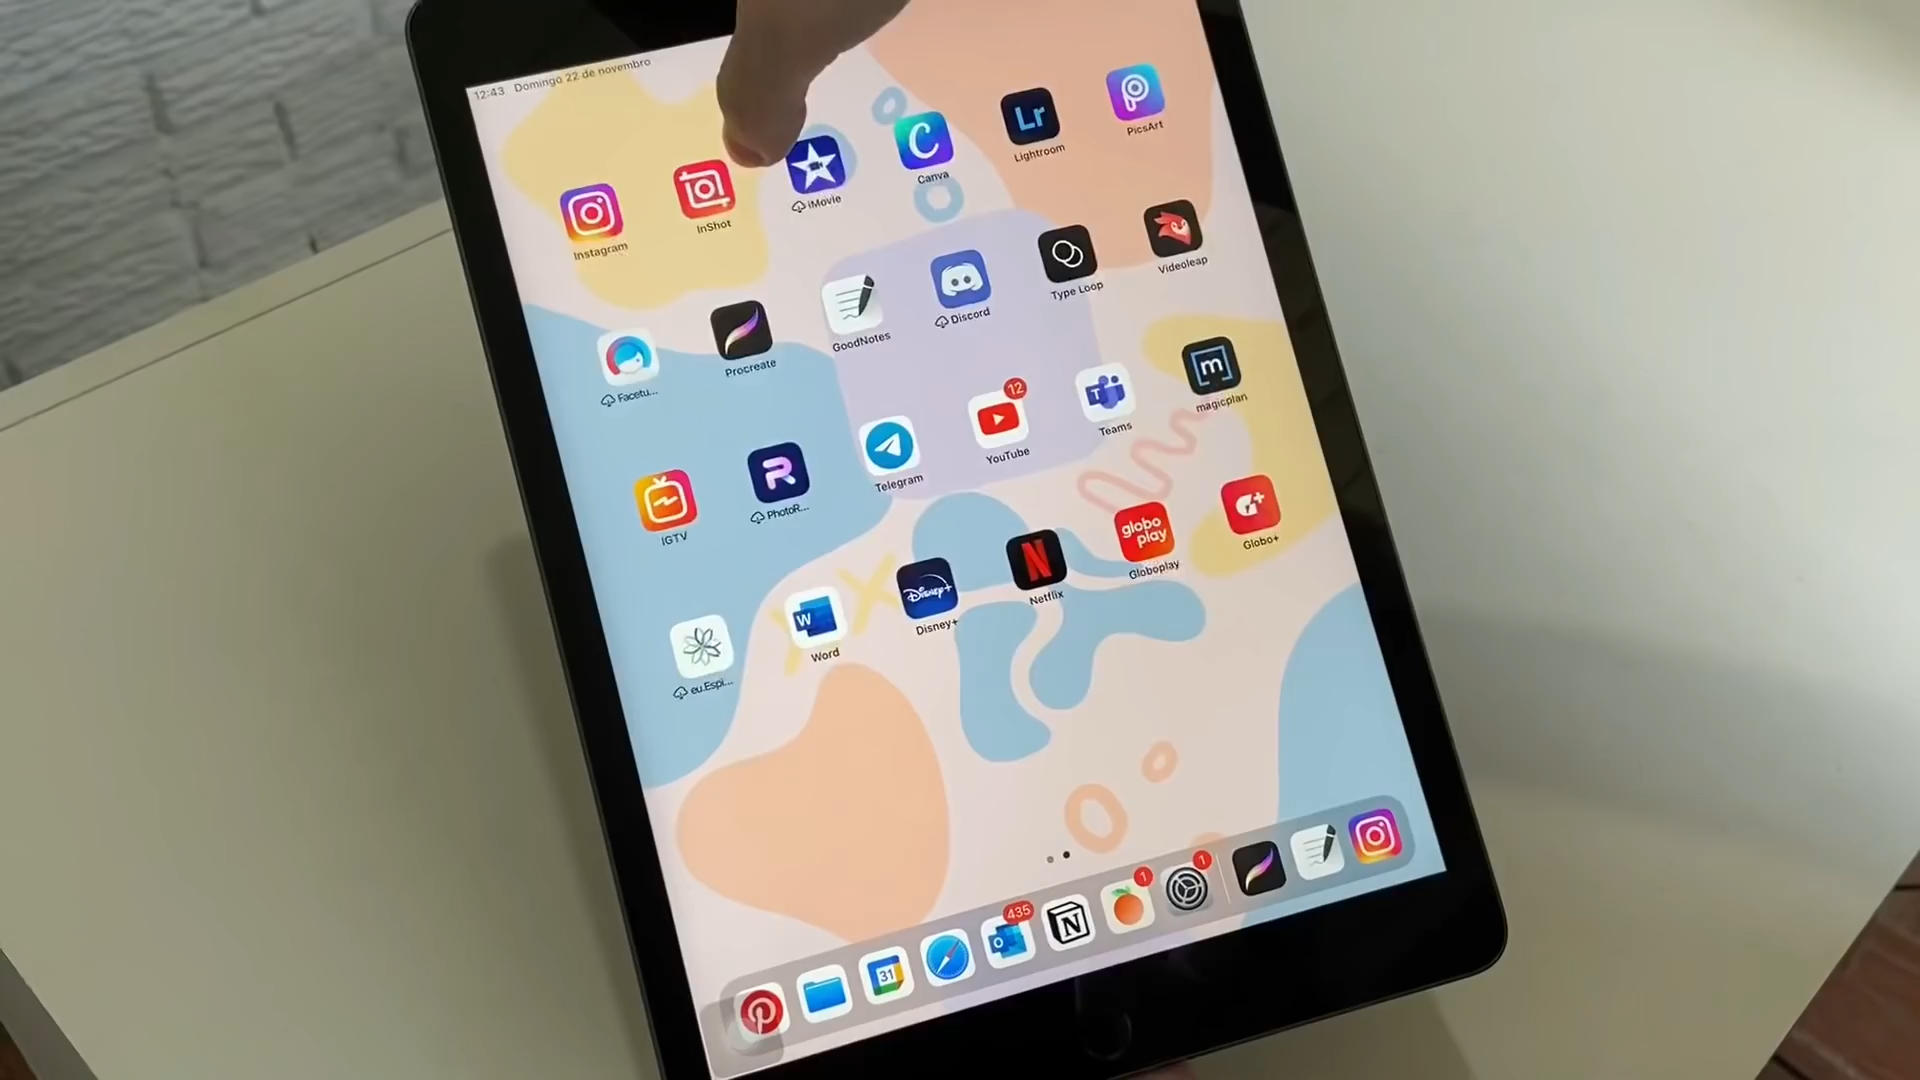 12:43 Domingo 22 de novembro
Instagram
InShot
iMovie
Canva
Lr
Lightroom
PicsArt
Facetu...
Procreate
GoodNotes
Discord
Type Loop
Videoleap
IGTV
PhotoR...
Telegram
12
YouTube
T
Teams
m
magicplan
eu.Espi...
W
Word
Disney+
Disney+
N
Netflix
globo
play
Globoplay
G+
Globo+
31
O
435
N
1
1